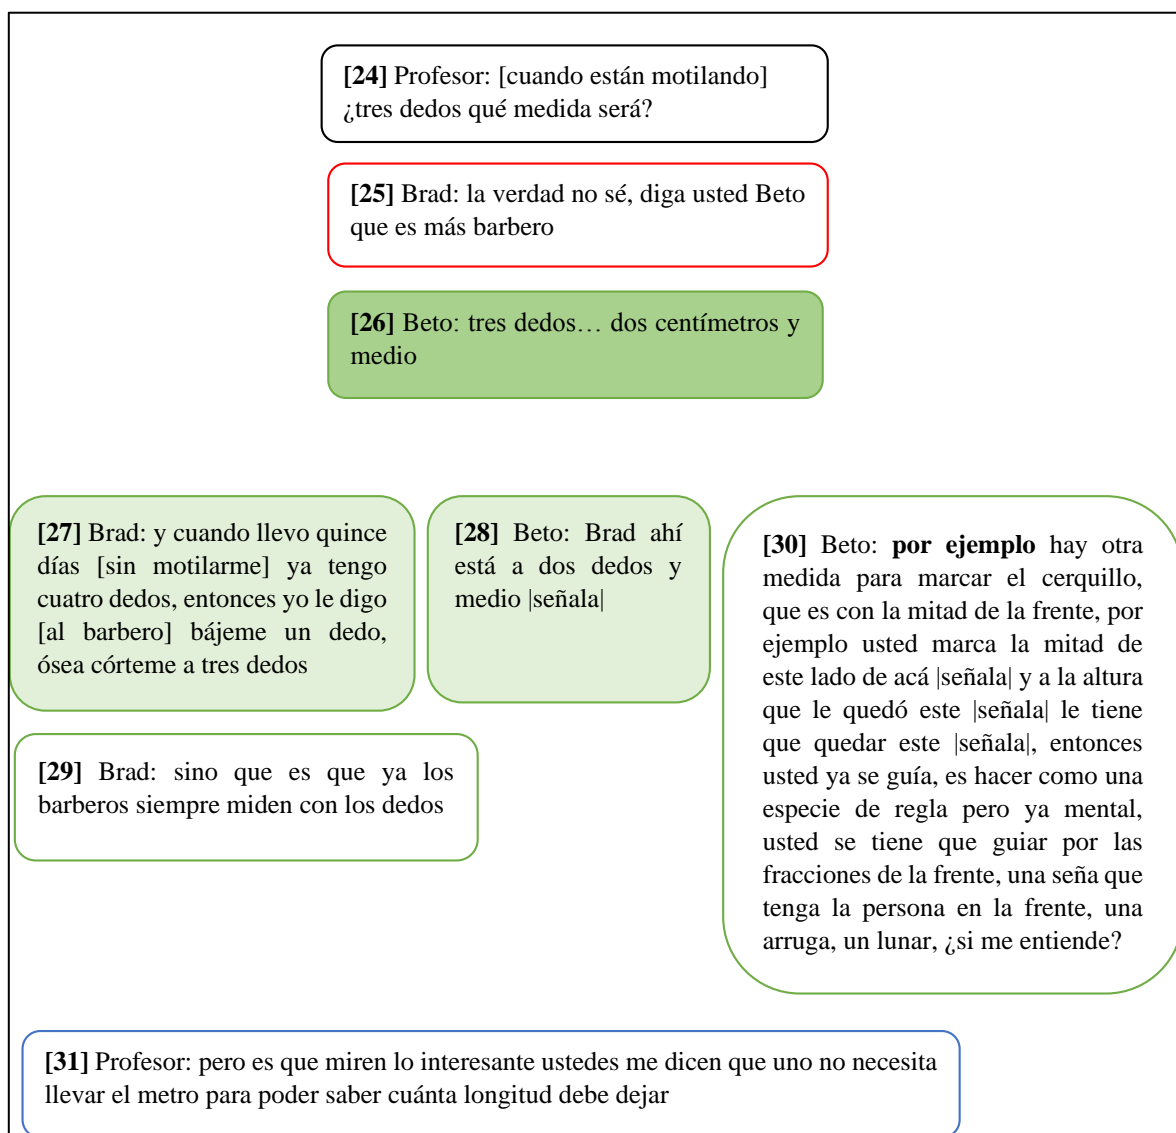 [24] Profesor: [cuando están motilando]
¿tres dedos qué medida será?
[25] Brad: la verdad no sé, diga usted Beto
que es más barbero
[26] Beto: tres dedos… dos centímetros y
medio
[27] Brad: y cuando llevo quince
días [sin motilarme] ya tengo
cuatro dedos, entonces yo le digo
[al barbero] bájeme un dedo,
ósea córteme a tres dedos
[28] Beto: Brad ahí
está a dos dedos y
medio |señala|
[29] Brad: sino que es que ya los
barberos siempre miden con los dedos
[30] Beto: por ejemplo hay otra
medida para marcar el cerquillo,
que es con la mitad de la frente, por
ejemplo usted marca la mitad de
este lado de acá |señala| y a la altura
que le quedó este |señala| le tiene
que quedar este |señala|, entonces
usted ya se guía, es hacer como una
especie de regla pero ya mental,
usted se tiene que guiar por las
fracciones de la frente, una seña que
tenga la persona en la frente, una
arruga, un lunar, ¿si me entiende?
[31] Profesor: pero es que miren lo interesante ustedes me dicen que uno no necesita
llevar el metro para poder saber cuánta longitud debe dejar